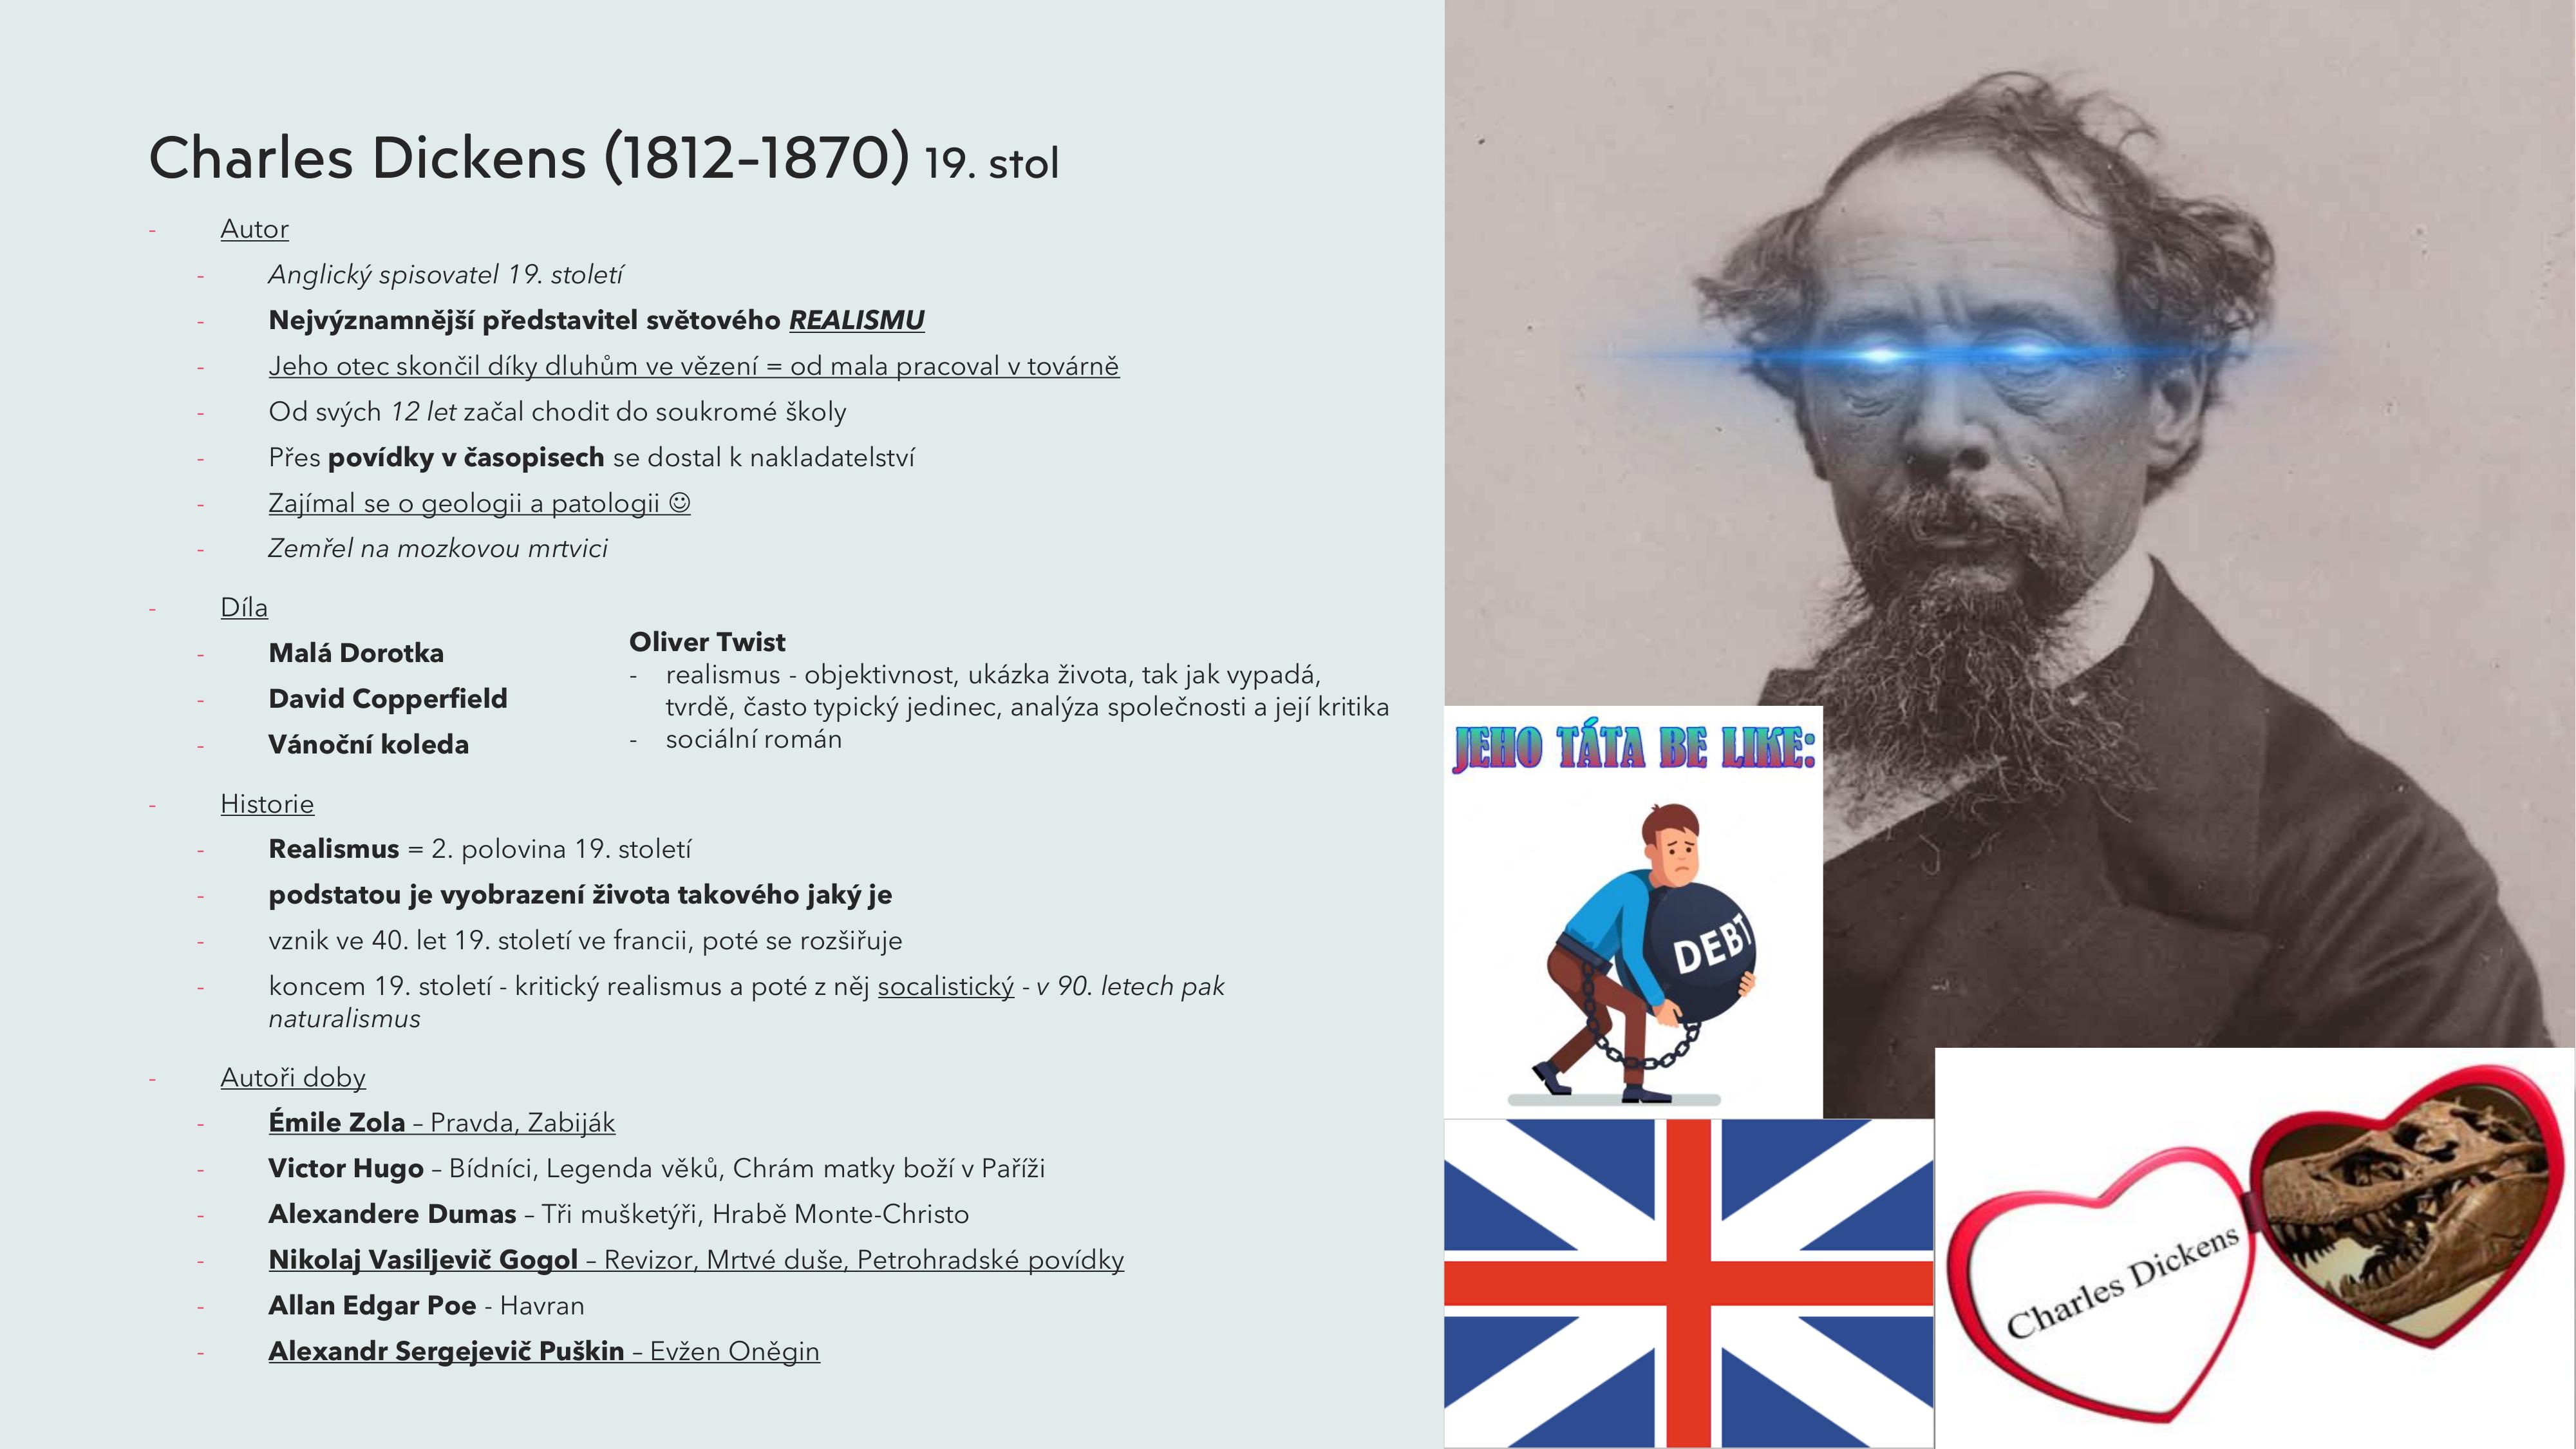 Charles Dickens (1812-1870) 19. stol
- Autor
- Anglický spisovatel 19. století
- Nejvýznamnější představitel světového REALISMU
- Jeho otec skončil díky dluhům ve vězení = od mala pracoval v továrně
- Od svých 12 let začal chodit do soukromé školy
- Přes povídky v časopisech se dostal k nakladatelství
- Zajímal se o geologii a patologii ☺
- Zemřel na mozkovou mrtvici
- Díla
- Malá Dorotka
- David Copperfield
- Vánoční koleda
Oliver Twist
- realismus - objektivnost, ukázka života, tak jak vypadá,
tvrdě, často typický jedinec, analýza společnosti a její kritika
- sociální román
- Historie
- Realismus = 2. polovina 19. století
- podstatou je vyobrazení života takového jaký je
- vznik ve 40. let 19. století ve francii, poté se rozšiřuje
- koncem 19. století - kritický realismus a poté z něj socalistický - v 90. letech pak
naturalismus
- Autoři doby
- Émile Zola – Pravda, Zabiják
- Victor Hugo – Bídníci, Legenda věků, Chrám matky boží v Paříži
- Alexandere Dumas – Tři mušketýři, Hrabě Monte-Christo
- Nikolaj Vasiljevič Gogol – Revizor, Mrtvé duše, Petrohradské povídky
- Allan Edgar Poe - Havran
- Alexandr Sergejevič Puškin – Evžen Oněgin
JEHO TÁTA BE LIKE:
DEBT
Charles Dickens